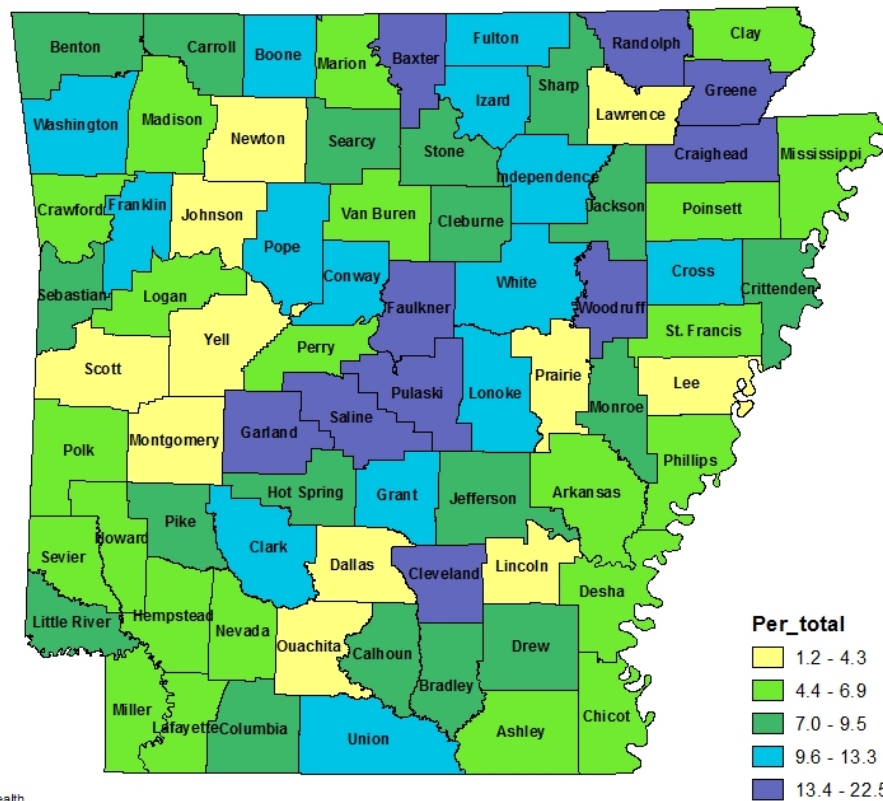 Benton
Carroll
Boone
Marion
Baxter
Fulton
Randolph
Clay
Washington
Madison
Newton
Searcy
Stone
Izard
Sharp
Lawrence
Greene
Craighead
Mississippi
Crawford
Franklin
Johnson
Pope
Van Buren
Cleburne
Independence
Jackson
Poinsett
Sebastian
Logan
Conway
Faulkner
White
Woodruff
Cross
Crittenden
Scott
Yell
Perry
Pulaski
Lonoke
Prairie
St. Francis
Lee
Monroe
Polk
Montgomery
Garland
Saline
Hot Spring
Grant
Jefferson
Arkansas
Phillips
Howard
Pike
Clark
Sevier
Dallas
Cleveland
Lincoln
Desha
Little River
Hempstead
Nevada
Ouachita
Calhoun
Bradley
Drew
Miller
Lafayette
Columbia
Union
Ashley
Chicot
Per_total
1.2 - 4.3
4.4 - 6.9
7.0 - 9.5
9.6 - 13.3
13.4 - 22.5
ealth